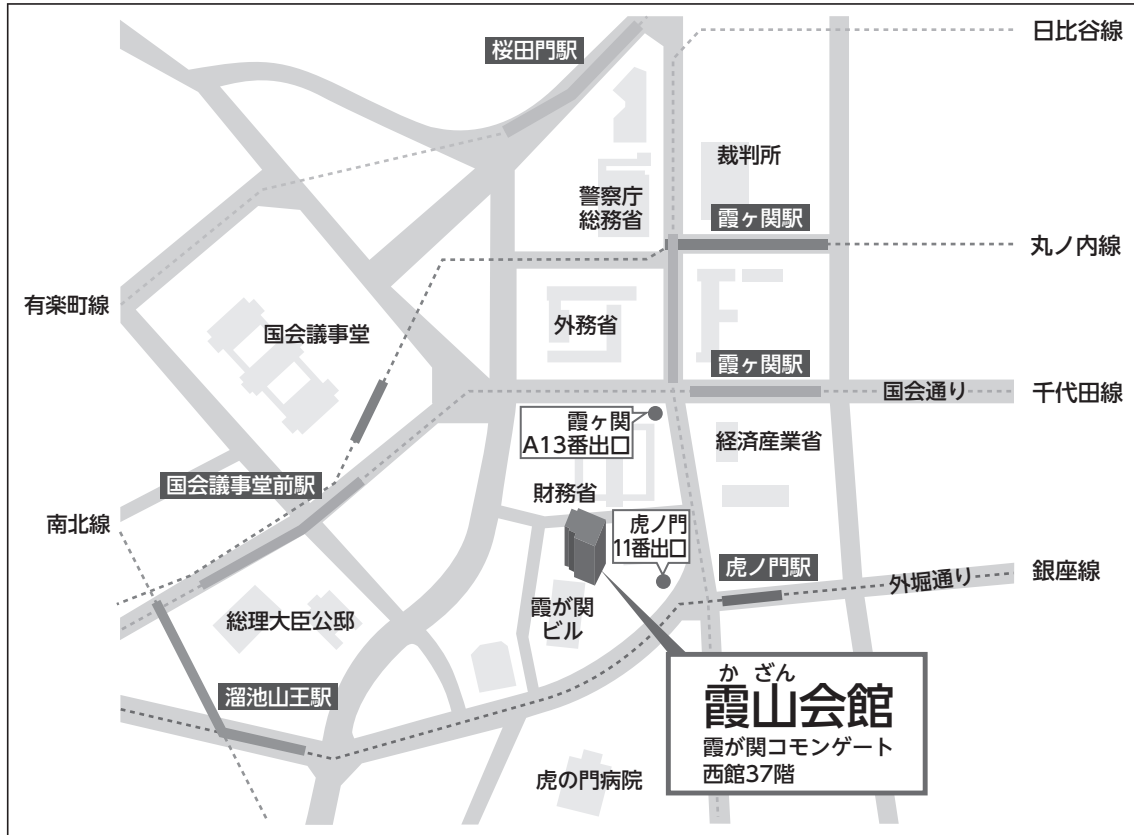 日比谷線
桜田門駅
裁判所
警察庁
総務省
霞ヶ関駅
丸ノ内線
有楽町線
国会議事堂
外務省
霞ヶ関駅
国会通り
千代田線
霞ヶ関
A13番出口
経済産業省
国会議事堂前駅
財務省
南北線
虎ノ門
11番出口
虎ノ門駅
外堀通り
銀座線
総理大臣公邸
霞が関
ビル
溜池山王駅
か ざん
霞山会館
霞が関コモンゲート
西館37階
虎の門病院